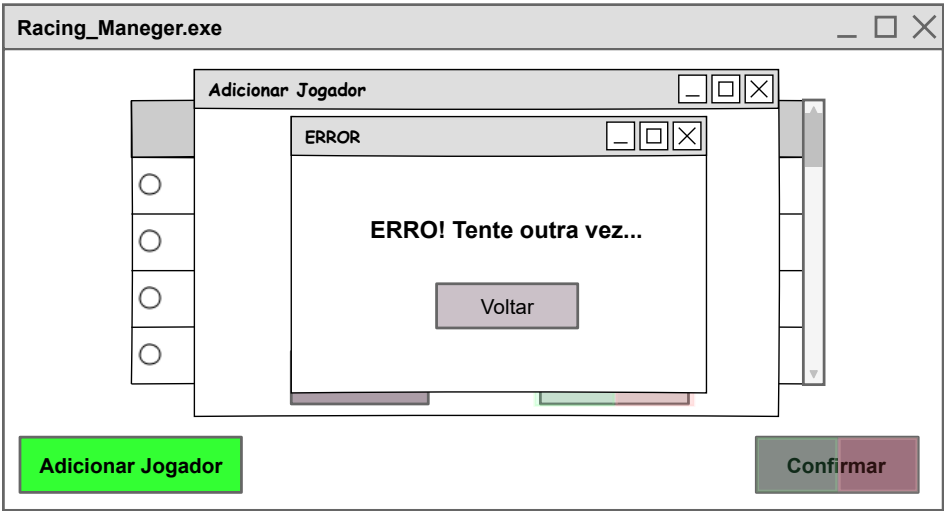 Racing_Maneger.exe
Adicionar Jogador
ERROR
ERRO! Tente outra vez...
Voltar
Adicionar Jogador
Confirmar